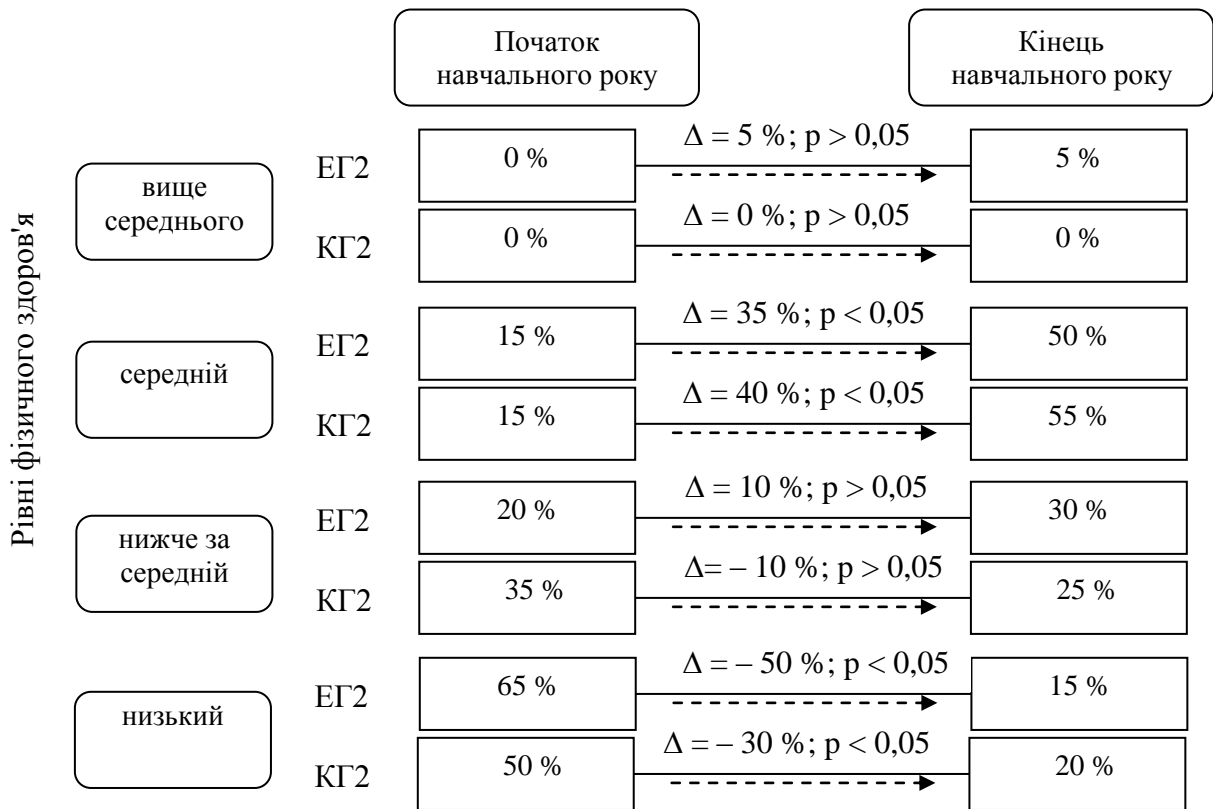 Початок
навчального року
Кінець
навчального року
Рівні фізичного здоров'я
вище
середнього
ЕГ2
0 %
Δ = 5 %; p > 0,05
5 %
КГ2
0 %
Δ = 0 %; p > 0,05
0 %
середній
ЕГ2
15 %
Δ = 35 %; p < 0,05
50 %
КГ2
15 %
Δ = 40 %; p < 0,05
55 %
нижче за
середній
ЕГ2
20 %
Δ = 10 %; p > 0,05
30 %
КГ2
35 %
Δ= – 10 %; p > 0,05
25 %
низький
ЕГ2
65 %
Δ = – 50 %; p < 0,05
15 %
КГ2
50 %
Δ = – 30 %; p < 0,05
20 %